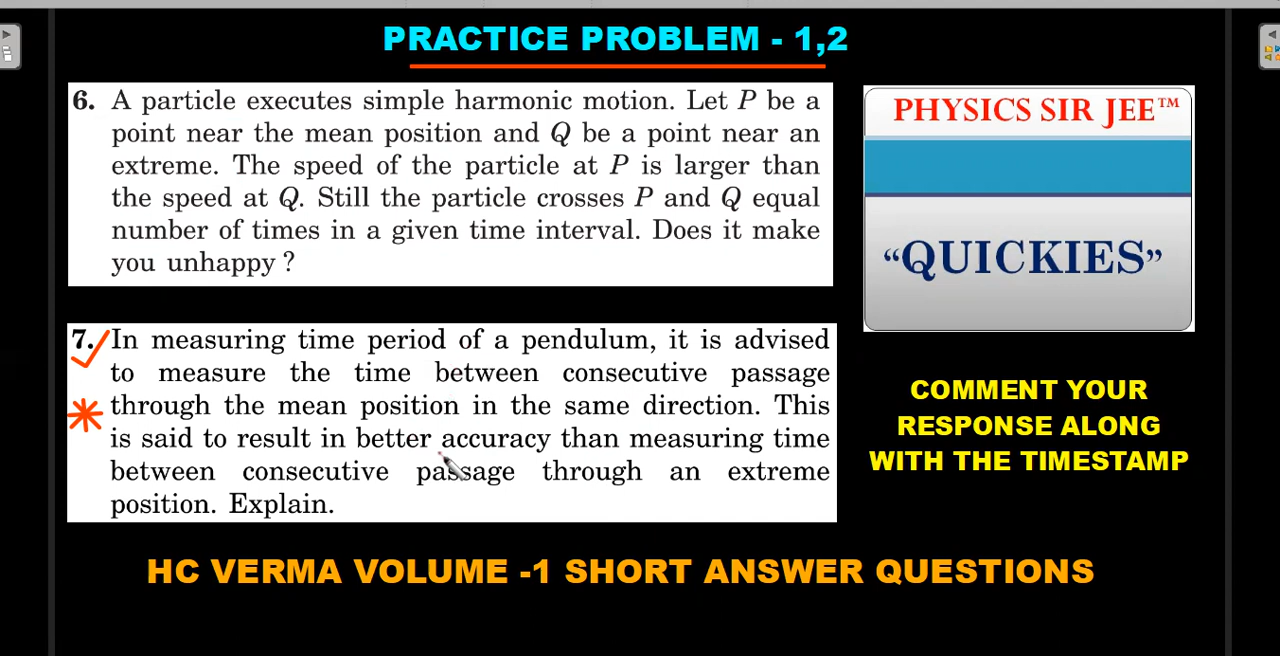 PRACTICE PROBLEM - 1,2
6. A particle executes simple harmonic motion. Let P be a
point near the mean position and Q be a point near an
extreme. The speed of the particle at P is larger than
the speed at Q. Still the particle crosses P and Q equal
number of times in a given time interval. Does it make
you unhappy ?
PHYSICS SIR JEE™
“QUICKIES”
7. In measuring time period of a pendulum, it is advised
to measure the time between consecutive passage
through the mean position in the same direction. This
is said to result in better accuracy than measuring time
between consecutive passage through an extreme
position. Explain.
COMMENT YOUR
RESPONSE ALONG
WITH THE TIMESTAMP
HC VERMA VOLUME -1 SHORT ANSWER QUESTIONS